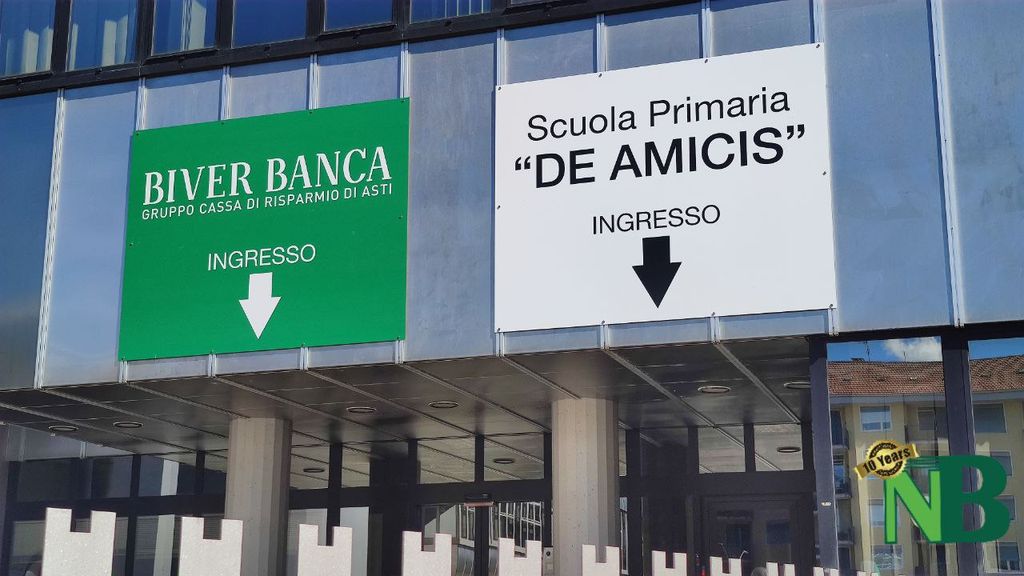 BIVER BANCA
GRUPPO CASSA DI RISPARMIO DI ASTI
INGRESSO
Scuola Primaria
“DE AMICIS”
INGRESSO
10 Years
NB